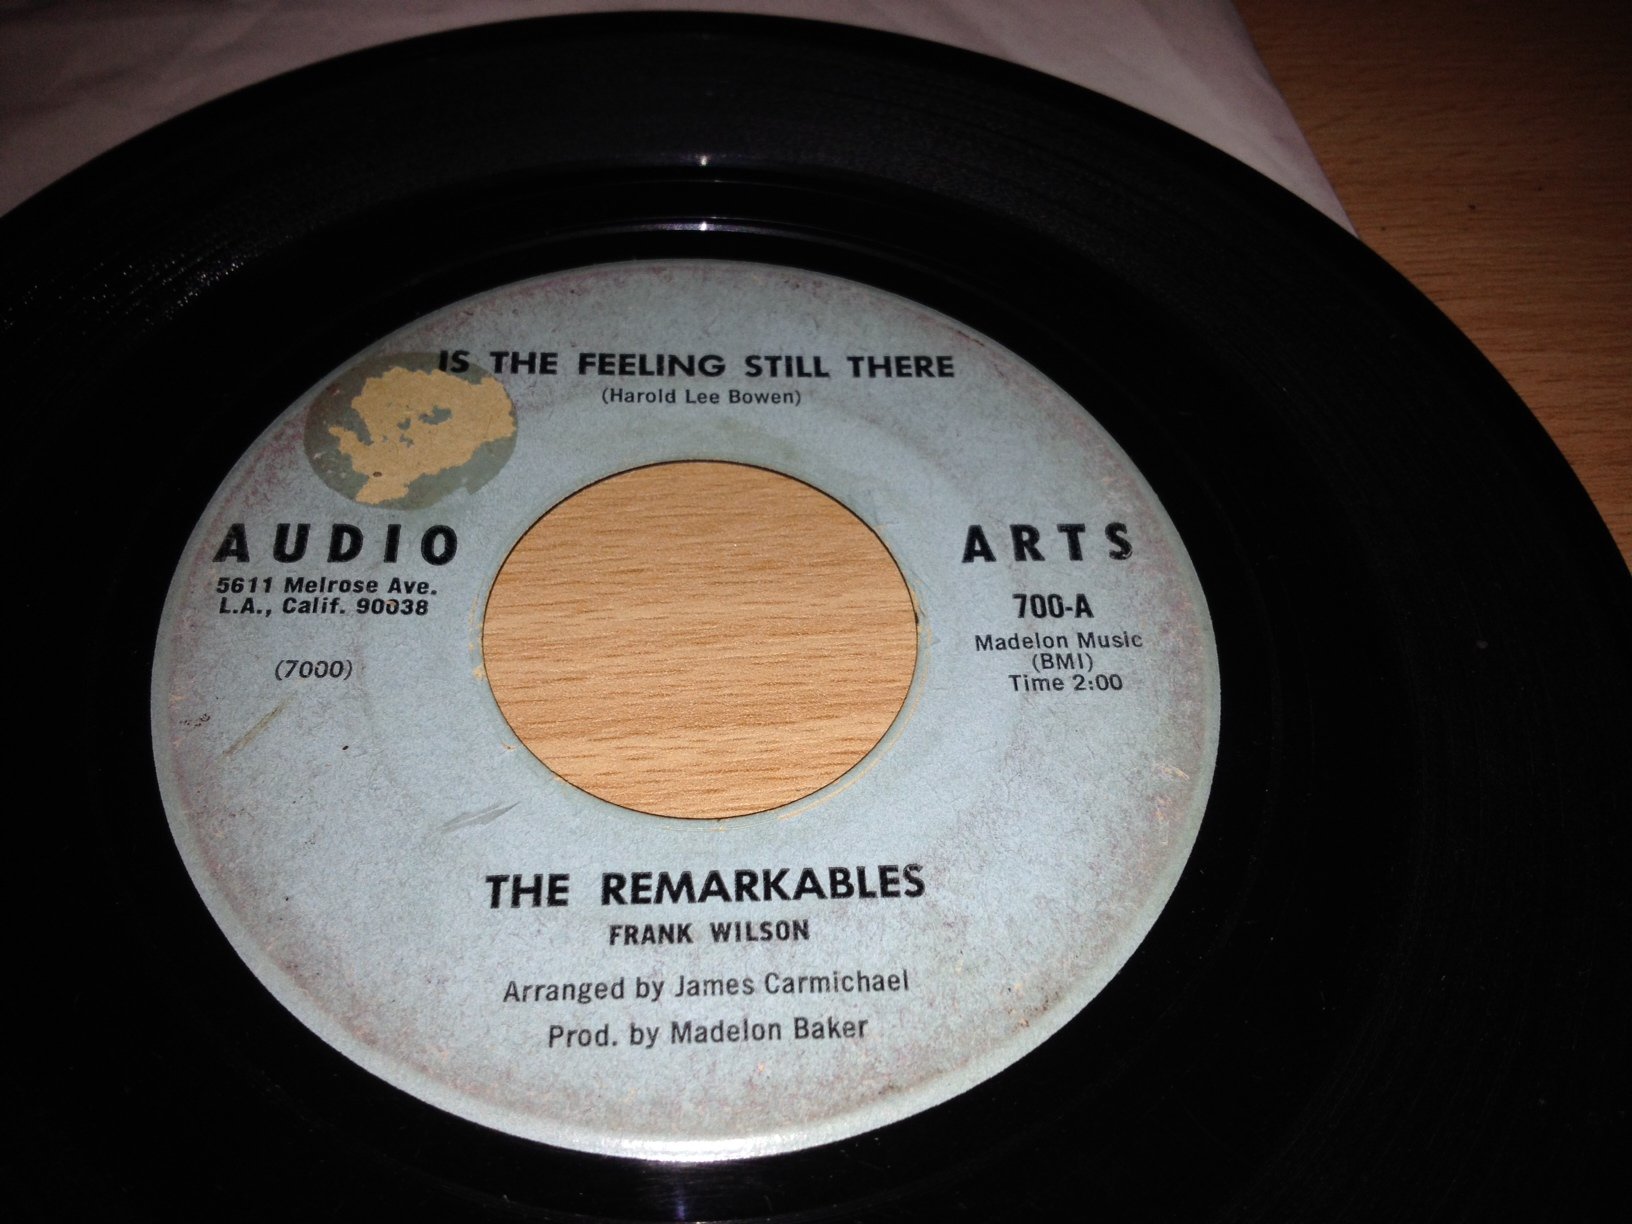 IS THE FEELING STILL THERE
(Harold Lee Bowen)
AUDIO ARTS
5611 Melrose Ave.
L.A., Calif. 90038
(7000)
700-A
Madelon Music
(BMI)
Time 2:00
THE REMARKABLES
FRANK WILSON
Arranged by James Carmichael
Prod. by Madelon Baker